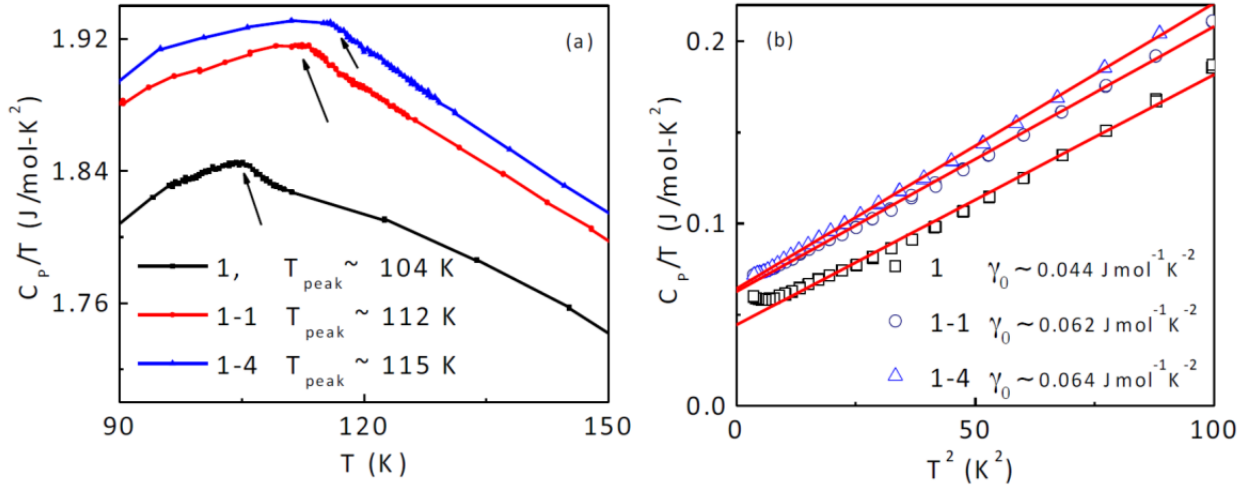 (a)
C_P/T (J/mol-K^2)
1.92
1.84
1.76
1, T_peak ~ 104 K
1-1 T_peak ~ 112 K
1-4 T_peak ~ 115 K
90 120 150
T (K)
(b)
C_P/T (J/mol-K^2)
0.2
0.1
0.0
1 γ_0 ~ 0.044 J mol^-1 K^-2
1-1 γ_0 ~ 0.062 J mol^-1 K^-2
1-4 γ_0 ~ 0.064 J mol^-1 K^-2
0 50 100
T^2 (K^2)